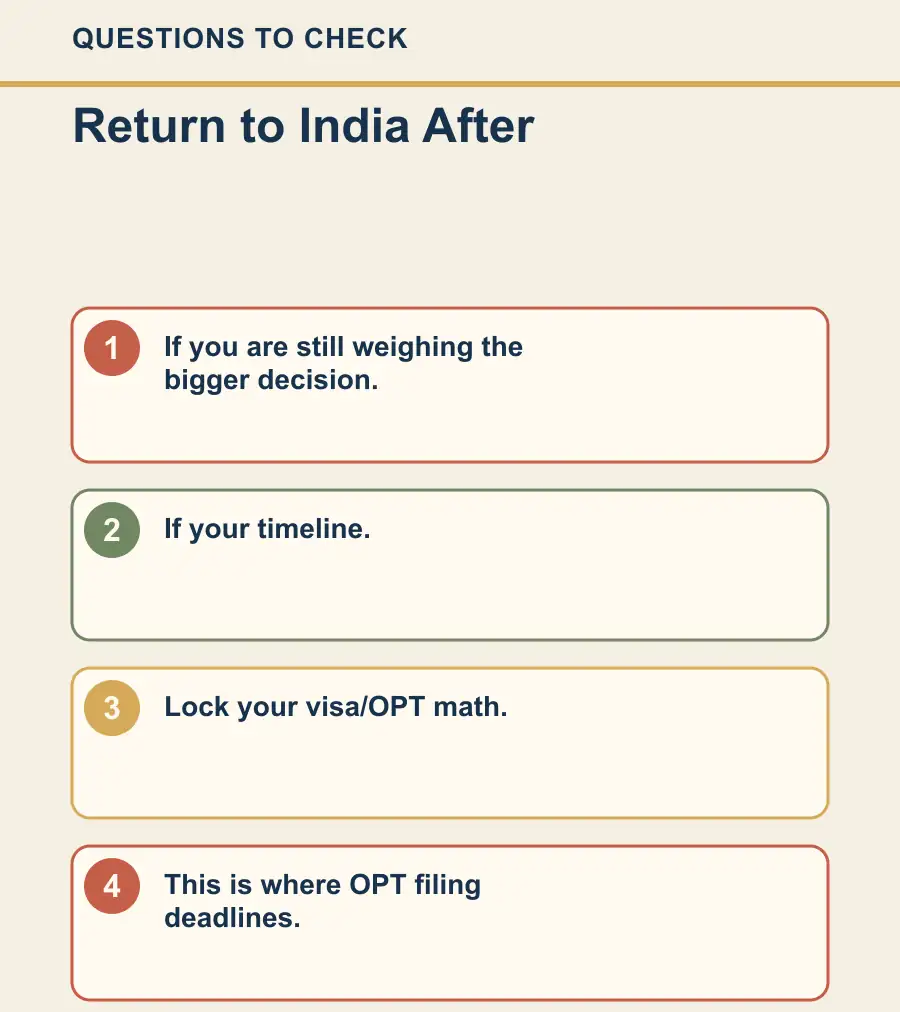 QUESTIONS TO CHECK
Return to India After
1
If you are still weighing the
bigger decision.
2
If your timeline.
3
Lock your visa/OPT math.
4
This is where OPT filing
deadlines.